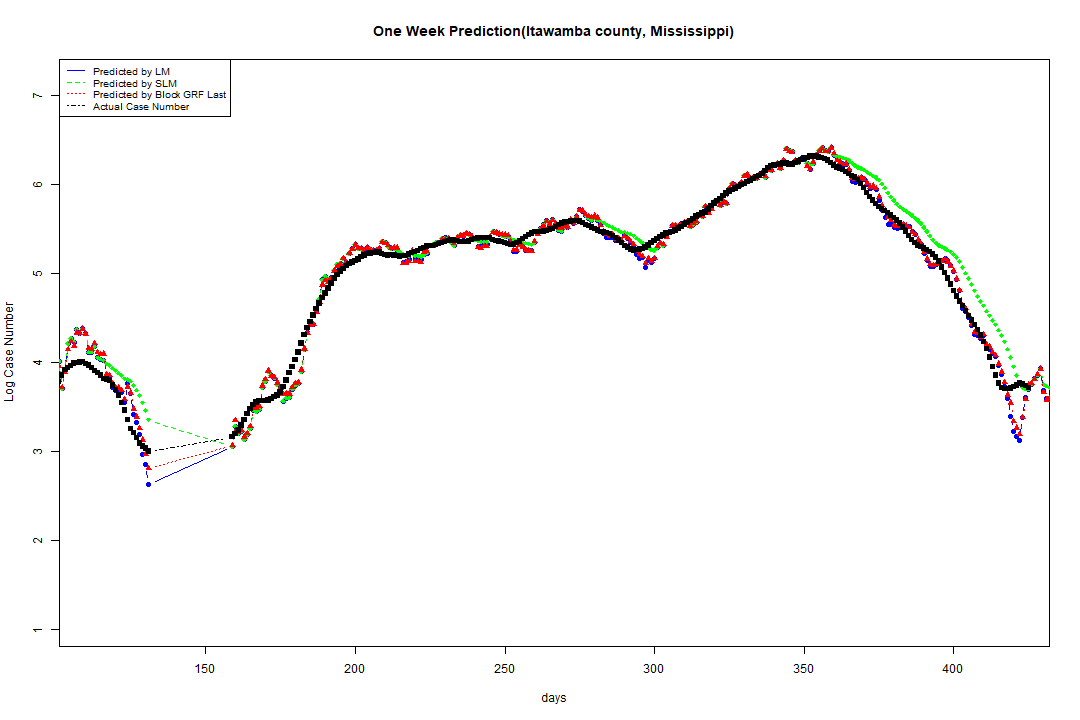 One Week Prediction(Itawamba county, Mississippi)
Predicted by LM
Predicted by SLM
Predicted by Block GRF Last
Actual Case Number
Log Case Number
7
6
5
4
3
2
1
150 200 250 300 350 400
days